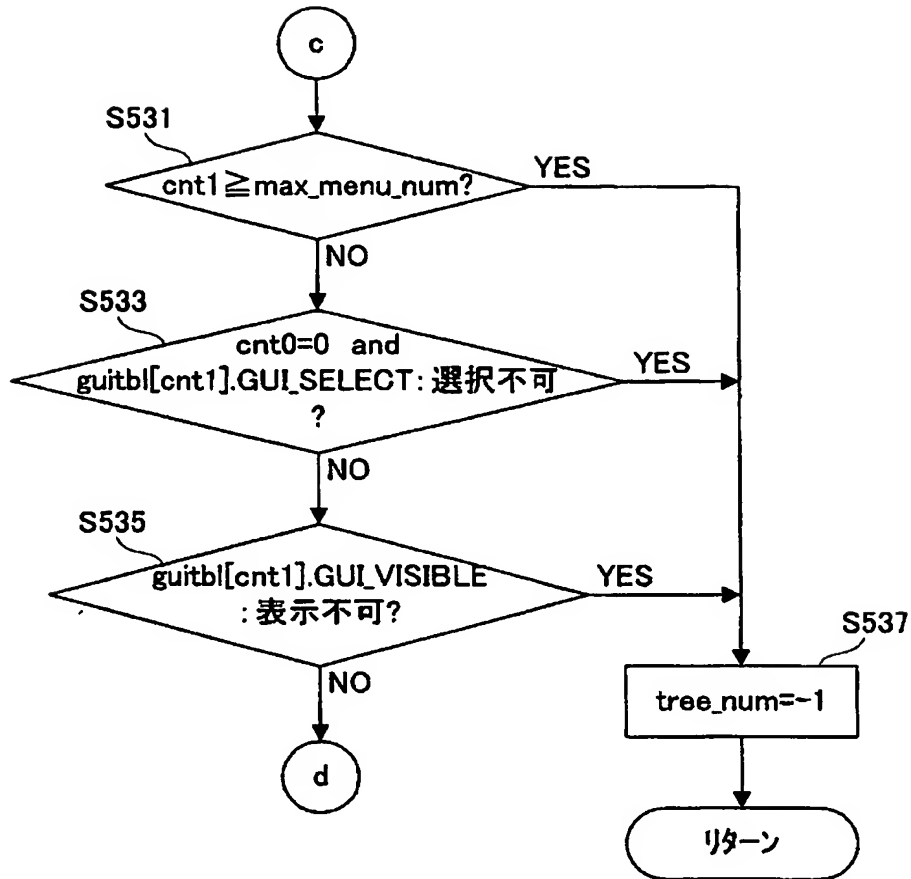 c
S531
cnt1≧max_menu_num?
YES
NO
S533
cnt0=0 and
guitbl[cnt1].GUI_SELECT:選択不可
?
YES
NO
S535
guitbl[cnt1].GUI_VISIBLE
:表示不可?
YES
NO
S537
tree_num=-1
d
リターン